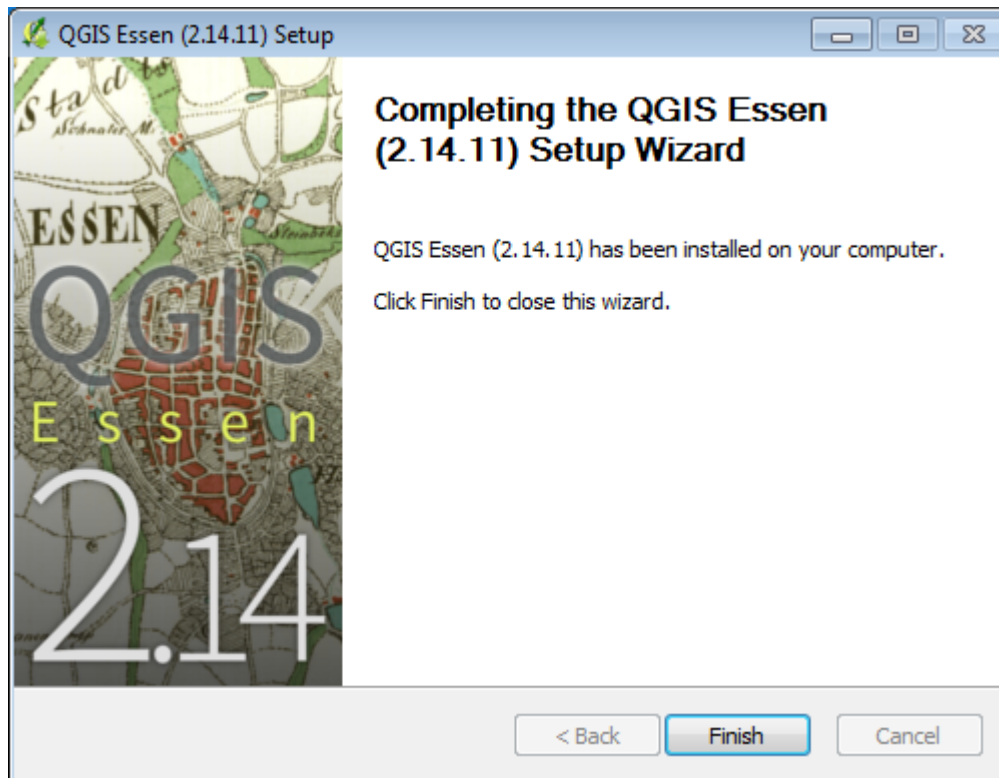 QGIS Essen (2.14.11) Setup
Stadts
Schnater M.
ESSEN
QGIS
Essen
2.14
Completing the QGIS Essen
(2.14.11) Setup Wizard
QGIS Essen (2.14.11) has been installed on your computer.
Click Finish to close this wizard.
< Back
Finish
Cancel